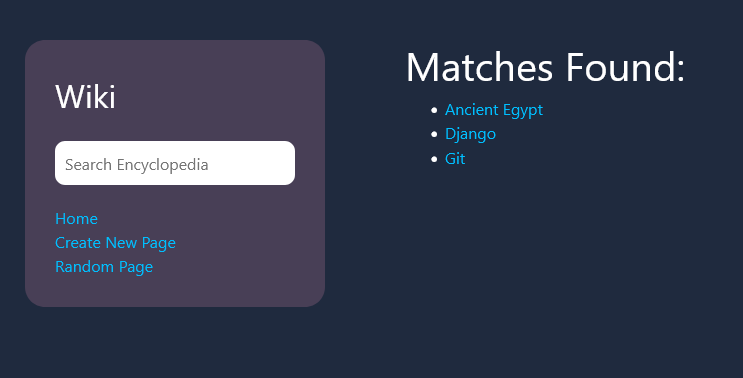 Wiki
Search Encyclopedia
Home
Create New Page
Random Page
Matches Found:
Ancient Egypt
Django
Git